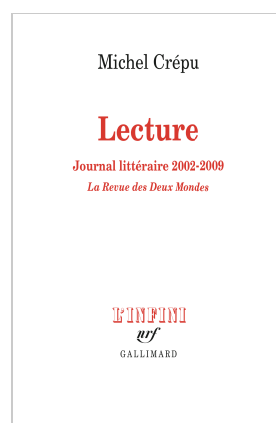 Michel Crépu
Lecture
Journal littéraire 2002-2009
La Revue des Deux Mondes
L'INFINI
nrf
GALLIMARD